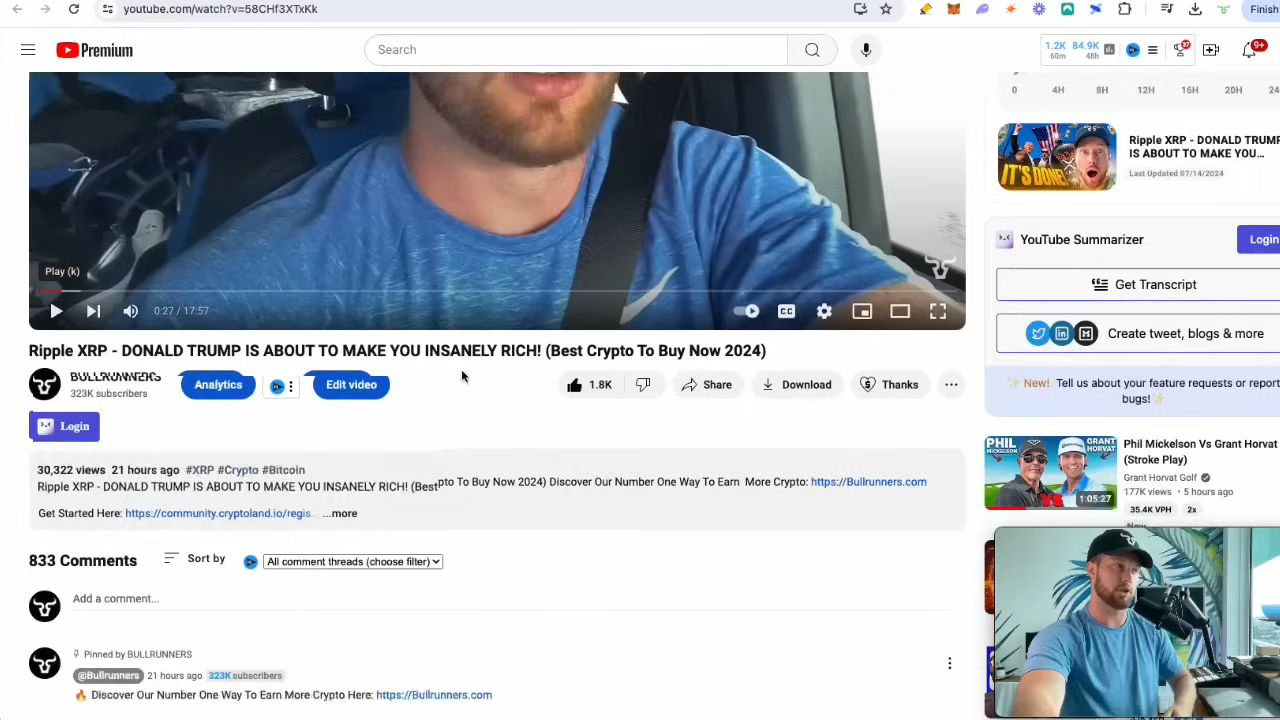 youtube.com/watch?v=58CHf3XTxKk
Finish
Premium
Search
1.2K 84.9K
60m 48h
37
9+
0 4H 8H 12H 16H 20H 24
IT'S DONE!
Ripple XRP - DONALD TRUMP
IS ABOUT TO MAKE YOU...
Last Updated 07/14/2024
YouTube Summarizer
Login
Get Transcript
Create tweet, blogs & more
✨ New! Tell us about your feature requests or report
bugs!✨
Play (k)
0:27 / 17:57
CC
Ripple XRP - DONALD TRUMP IS ABOUT TO MAKE YOU INSANELY RICH! (Best Crypto To Buy Now 2024)
BULLRUNNERS
323K subscribers
Analytics
Edit video
1.8K
Share
Download
Thanks
Login
30,322 views 21 hours ago #XRP #Crypto #Bitcoin
Ripple XRP - DONALD TRUMP IS ABOUT TO MAKE YOU INSANELY RICH! (Best pto To Buy Now 2024) Discover Our Number One Way To Earn More Crypto: https://Bullrunners.com
Get Started Here: https://community.cryptoland.io/regis... ...more
PHIL MICKELSON VS GRANT HORVAT
1:05:27
Phil Mickelson Vs Grant Horvat
(Stroke Play)
Grant Horvat Golf
177K views • 5 hours ago
35.4K VPH 2x
New
833 Comments
Sort by
All comment threads (choose filter)
Add a comment...
Pinned by BULLRUNNERS
@Bullrunners 21 hours ago 323K subscribers
🔥 Discover Our Number One Way To Earn More Crypto Here: https://Bullrunners.com